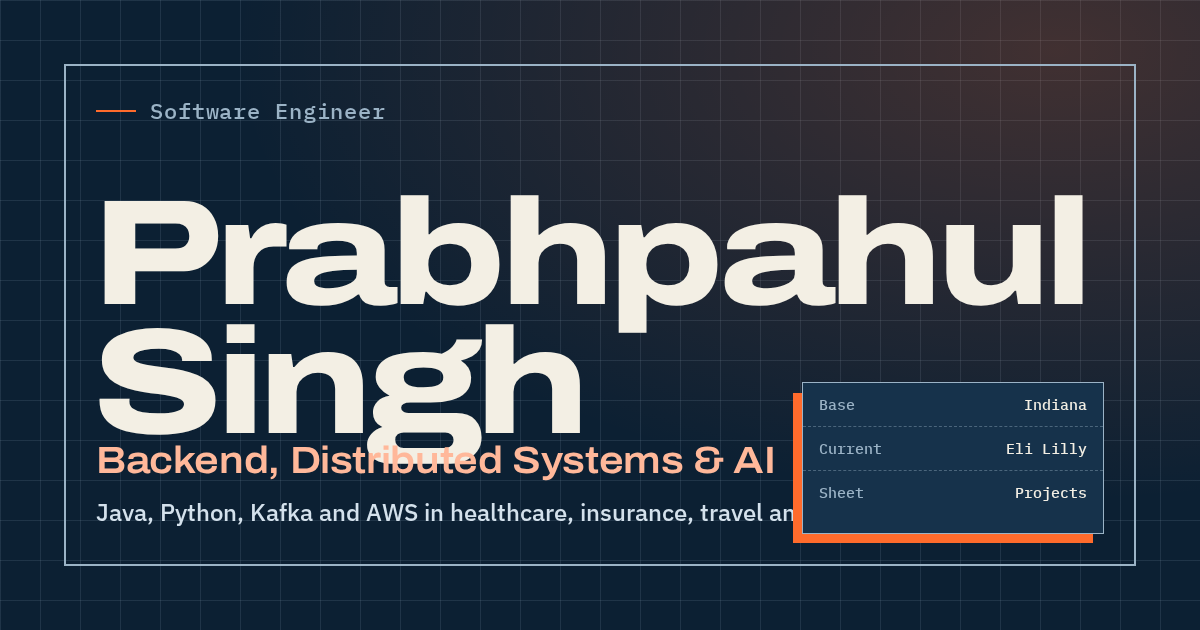 Software Engineer
Prabhpahul
Singh
Backend, Distributed Systems & AI
Java, Python, Kafka and AWS in healthcare, insurance, travel an
Base Indiana
Current Eli Lilly
Sheet Projects